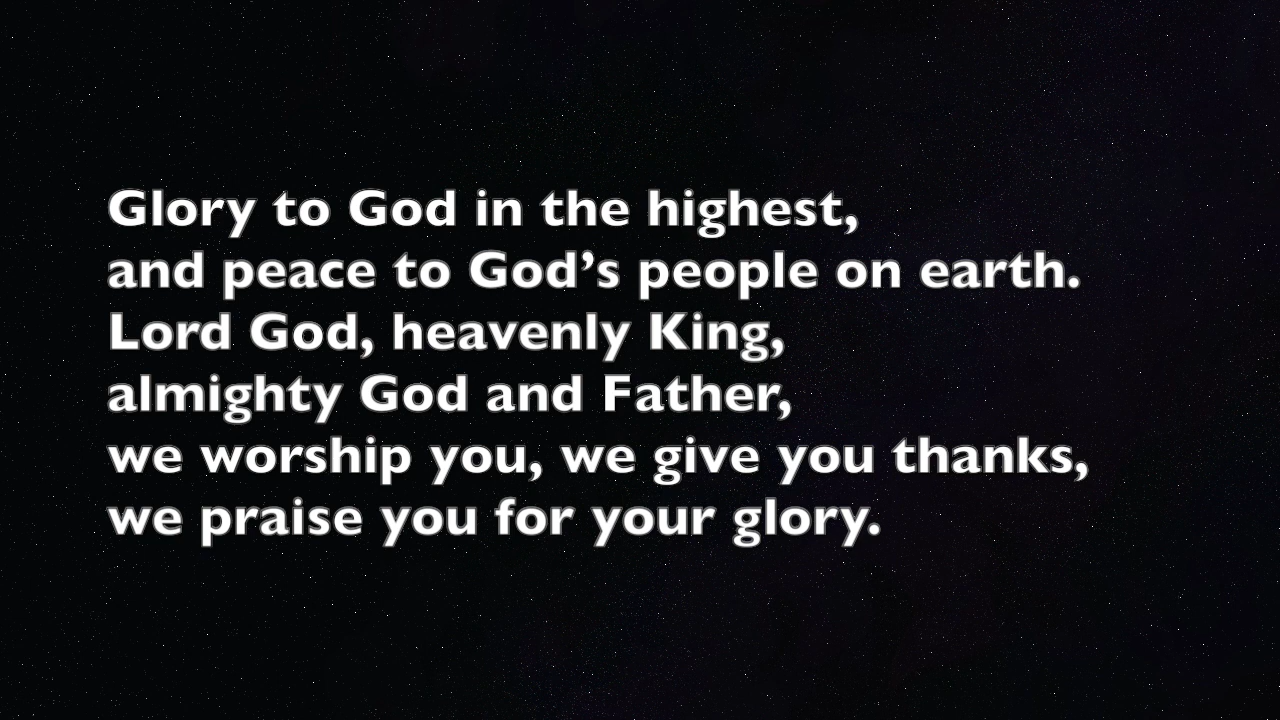 Glory to God in the highest,
and peace to God’s people on earth.
Lord God, heavenly King,
almighty God and Father,
we worship you, we give you thanks,
we praise you for your glory.